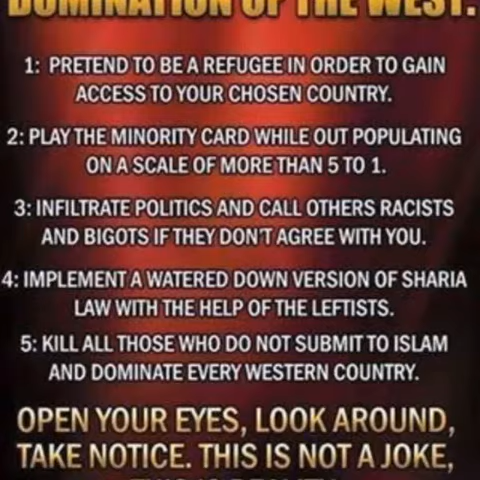 DOMINATION OF THE WEST:
1: PRETEND TO BE A REFUGEE IN ORDER TO GAIN
ACCESS TO YOUR CHOSEN COUNTRY.
2: PLAY THE MINORITY CARD WHILE OUT POPULATING
ON A SCALE OF MORE THAN 5 TO 1.
3: INFILTRATE POLITICS AND CALL OTHERS RACISTS
AND BIGOTS IF THEY DON'T AGREE WITH YOU.
4: IMPLEMENT A WATERED DOWN VERSION OF SHARIA
LAW WITH THE HELP OF THE LEFTISTS.
5: KILL ALL THOSE WHO DO NOT SUBMIT TO ISLAM
AND DOMINATE EVERY WESTERN COUNTRY.
OPEN YOUR EYES, LOOK AROUND,
TAKE NOTICE. THIS IS NOT A JOKE,